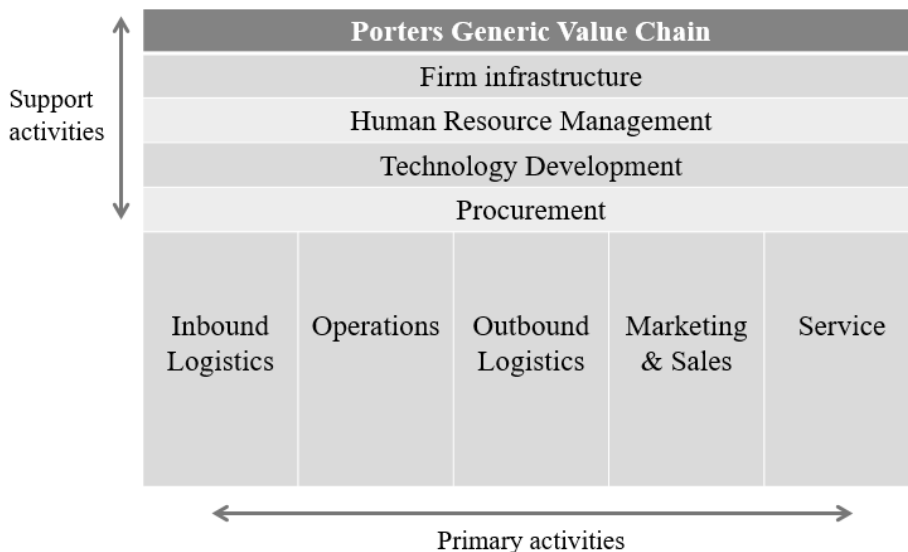 Porters Generic Value Chain
Firm infrastructure
Support
activities
Human Resource Management
Technology Development
Procurement
Inbound
Logistics
Operations
Outbound
Logistics
Marketing
& Sales
Service
Primary activities